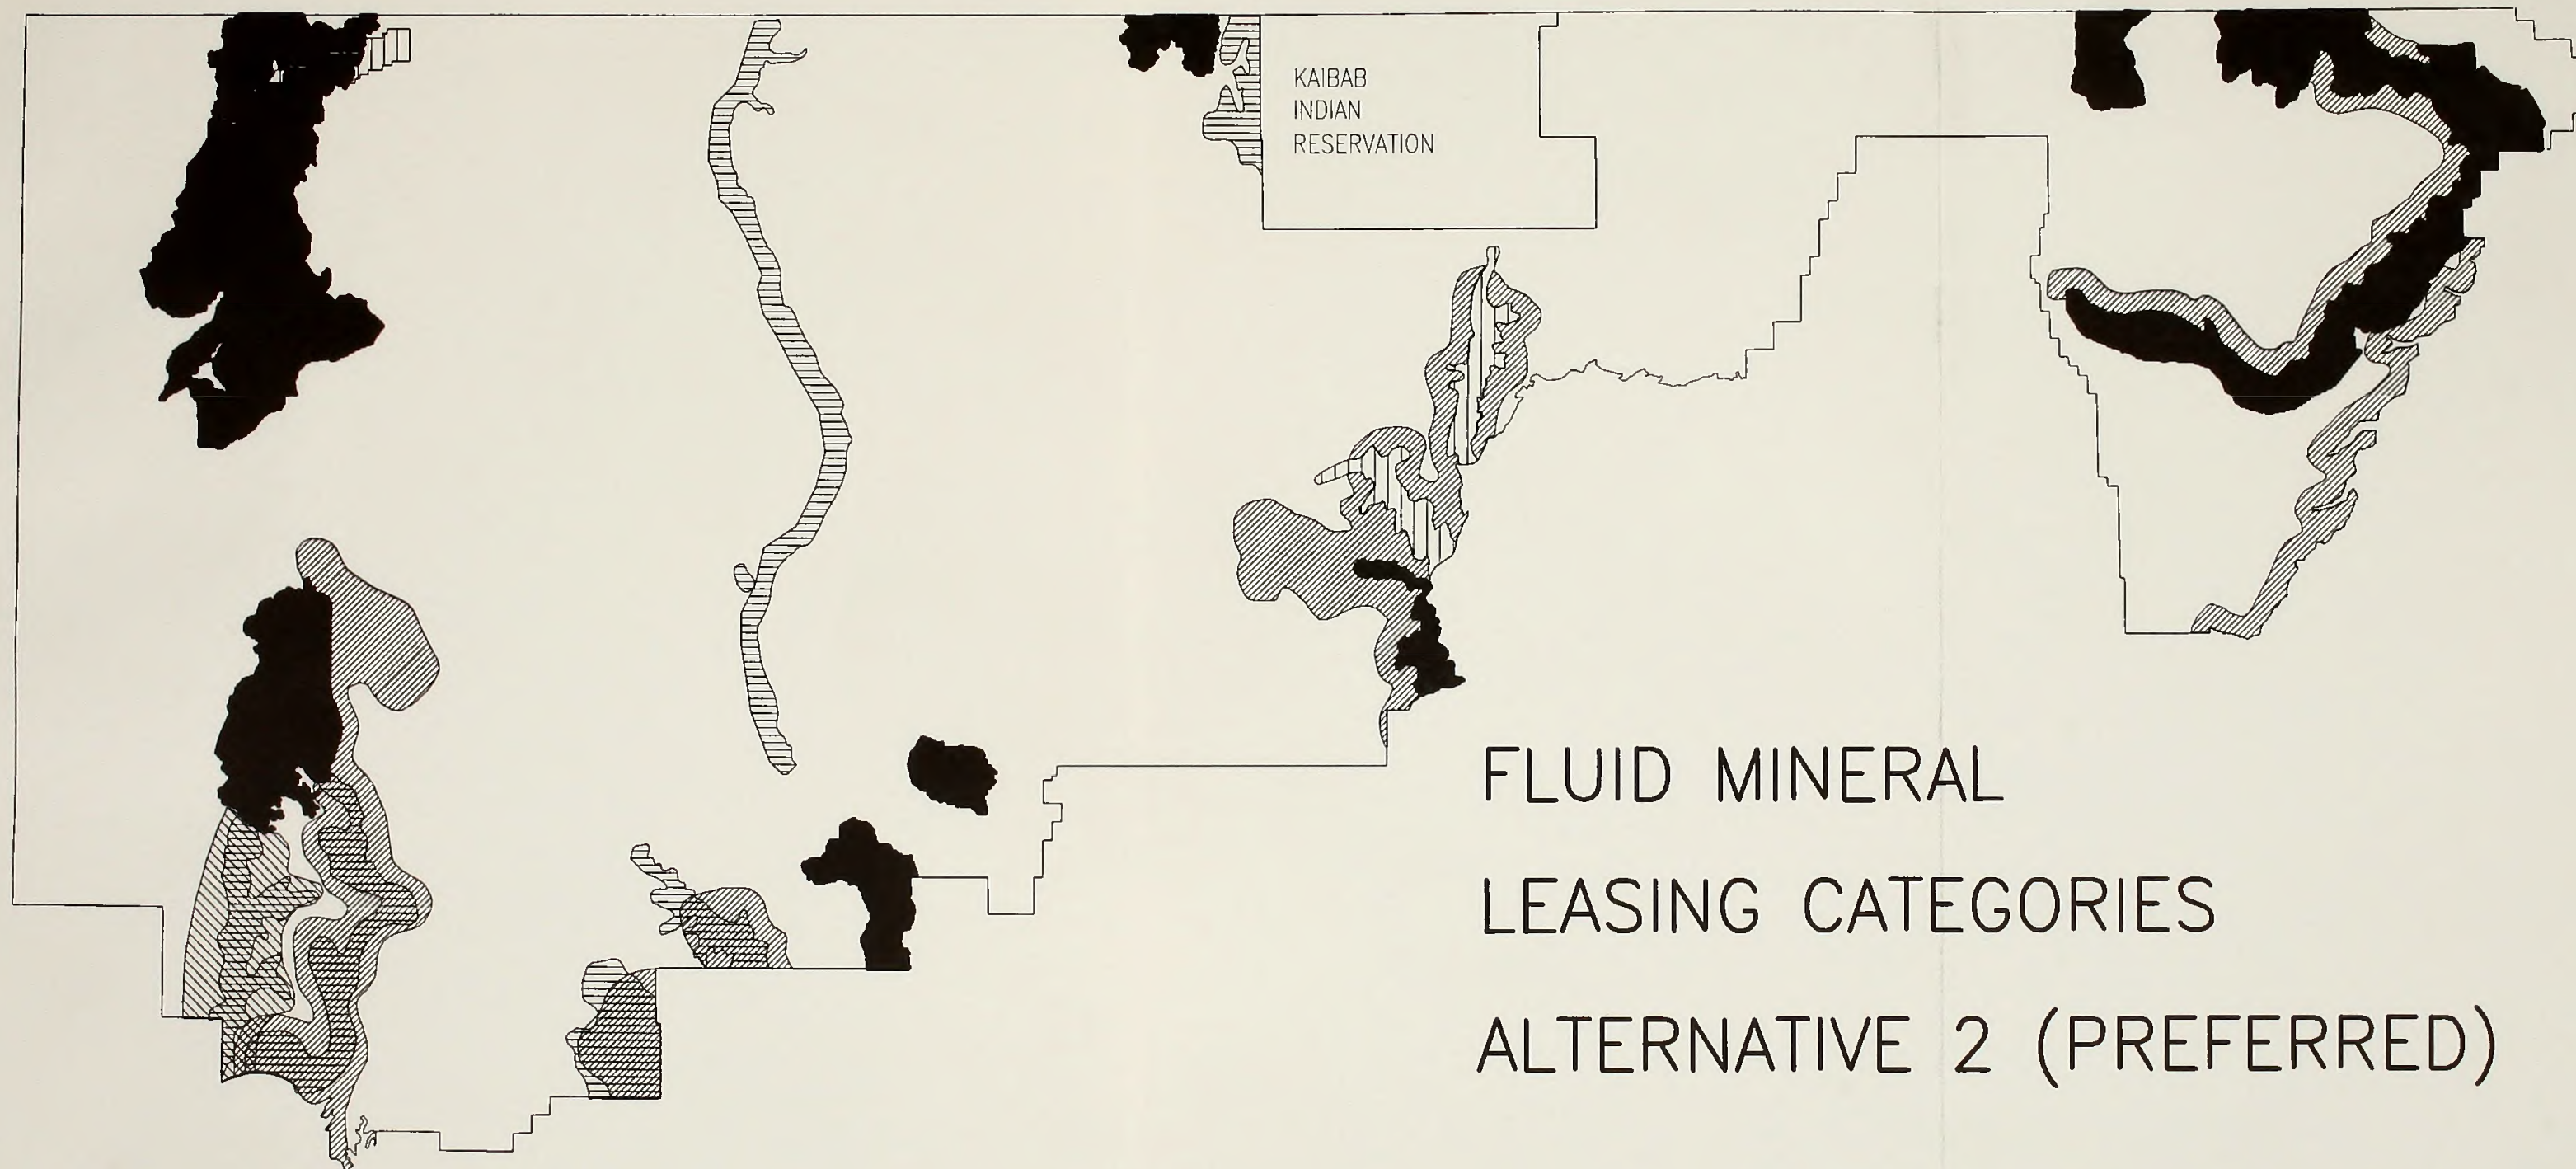 KAIBAB
INDIAN
RESERVATION
FLUID MINERAL
LEASING CATEGORIES
ALTERNATIVE 2 (PREFERRED)